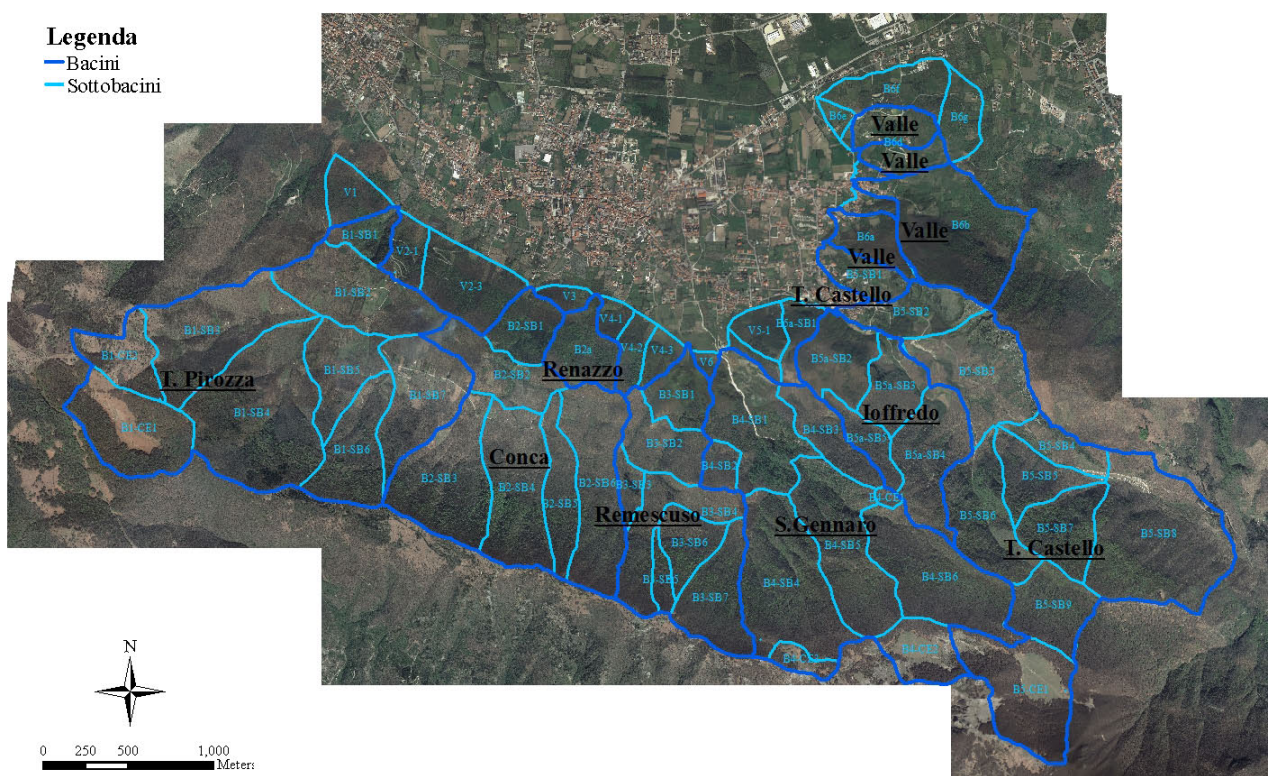 Legenda
Bacini
Sottobacini
B6f
B6e
Valle
B6g
B6d
Valle
V1
B1-SB1
V2-1
B6a
Valle
B6b
Valle
B5-SB1
B1-SB2
V2-3
V3
T. Castello
B1-SB3
B2-SB1
V4-1
V5-1
B5a-SB1
B5-SB2
B2a
V4-2
V4-3
V6
B5a-SB2
B1-CE2
T. Pirozza
B1-SB5
B2-SB2
Renazzo
B5a-SB3
B5-SB3
B1-SB7
B3-SB1
Ioffredo
B1-CE1
B1-SB4
B4-SB1
B4-SB3
B5a-SB5
B1-SB6
B3-SB2
B5a-SB4
B5-SB4
Conca
B4-SB2
B5-SB5
B2-SB3
B2-SB4
B2-SB5
B2-SB6
B3-SB3
Remescuso
B3-SB4
S.Gennaro
B4-CE1
B5-SB6
B5-SB7
B5-SB8
B3-SB6
B4-SB5
T. Castello
B3-SB5
B3-SB7
B4-SB4
B4-SB6
B5-SB9
B4-CE2
B5-CE1
N
0 250 500 1,000
Meters